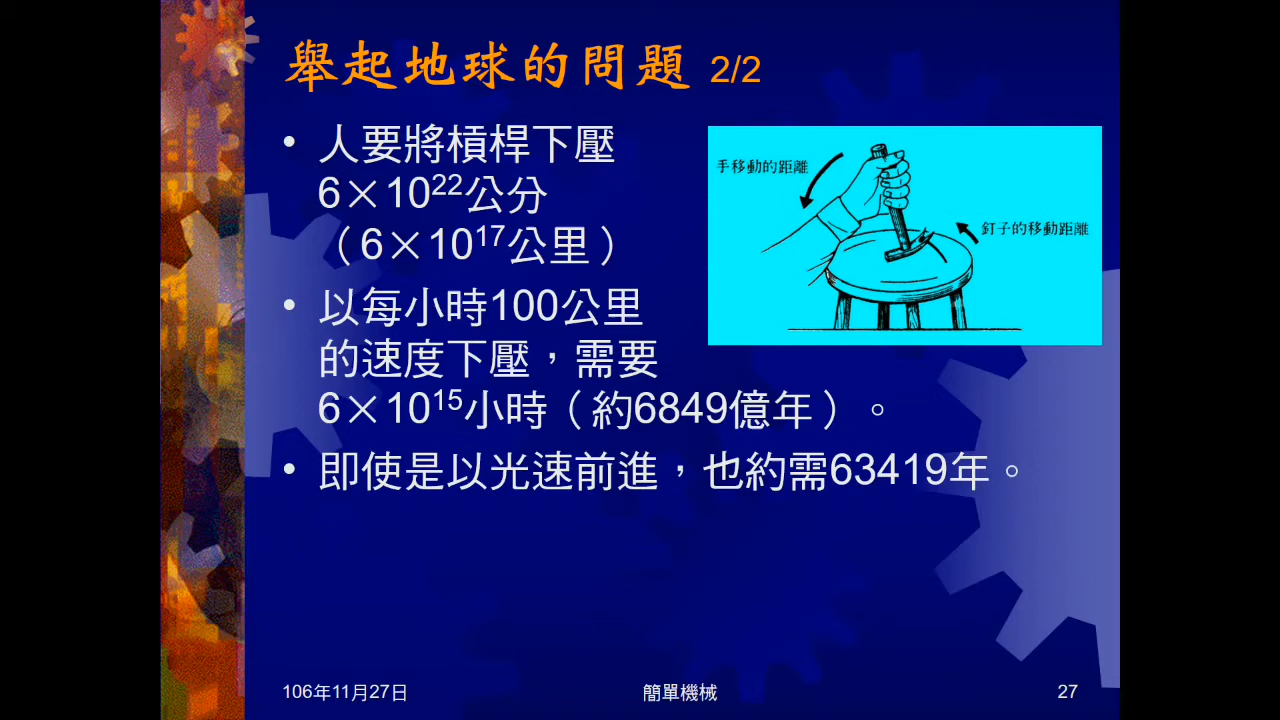 舉起地球的問題 2/2
• 人要將槓桿下壓
6×10²²公分
（6×10¹⁷公里）
• 以每小時100公里
的速度下壓，需要
6×10¹⁵小時（約6849億年）。
• 即使是以光速前進，也約需63419年。
手移動的距離
釘子的移動距離
106年11月27日
簡單機械
27